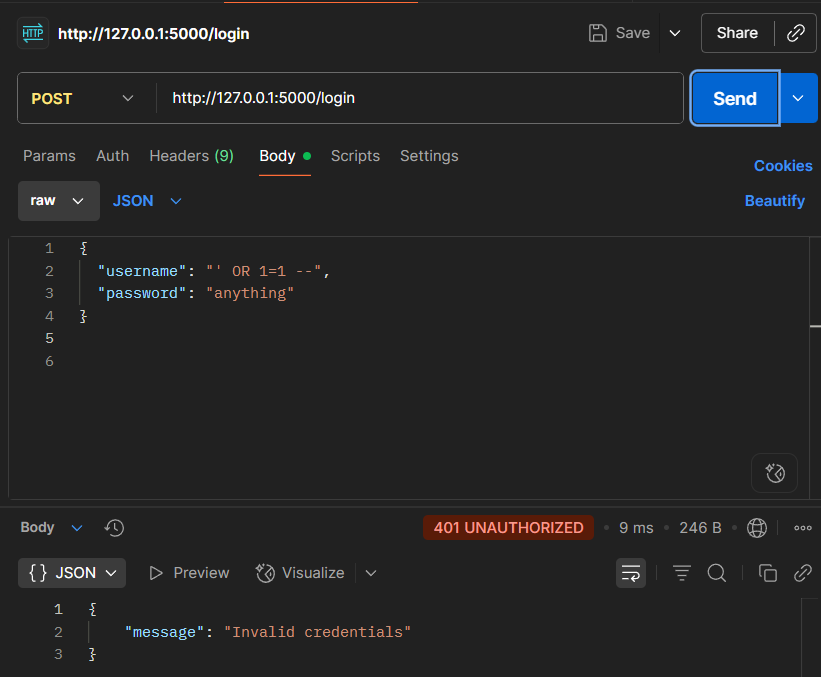 HTTP http://127.0.0.1:5000/login Save Share
POST http://127.0.0.1:5000/login Send
Params Auth Headers (9) Body Scripts Settings Cookies
raw JSON Beautify
1 {
2 "username": "' OR 1=1 --",
3 "password": "anything"
4 }
5
6
Body 401 UNAUTHORIZED 9 ms 246 B
{} JSON Preview Visualize
1 {
2 "message": "Invalid credentials"
3 }